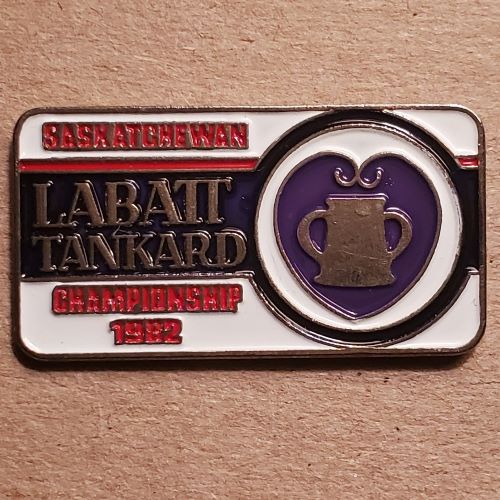 SASKATCHEWAN
LABATT
TANKARD
CHAMPIONSHIP
1982